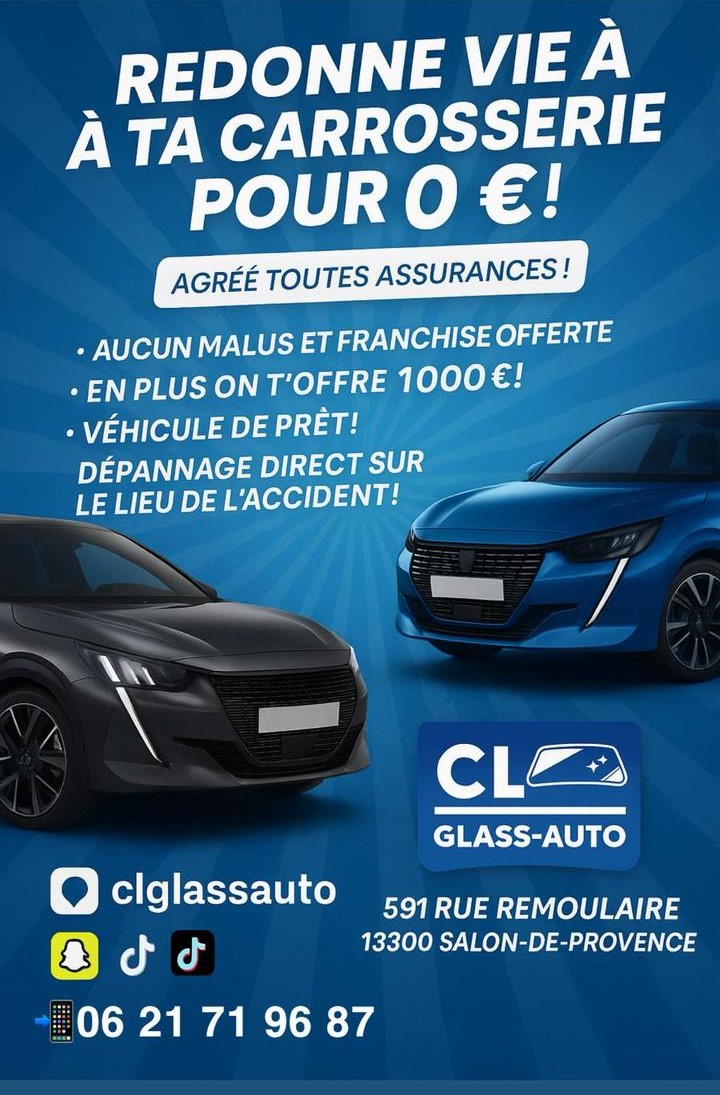 REDONNE VIE À
À TA CARROSSERIE
POUR 0 €!
AGRÉÉ TOUTES ASSURANCES!
• AUCUN MALUS ET FRANCHISE OFFERTE
• EN PLUS ON T'OFFRE 1000 €!
• VÉHICULE DE PRÈT!
DÉPANNAGE DIRECT SUR
LE LIEU DE L'ACCIDENT!
CL
GLASS-AUTO
clglassauto
591 RUE REMOULAIRE
13300 SALON-DE-PROVENCE
06 21 71 96 87